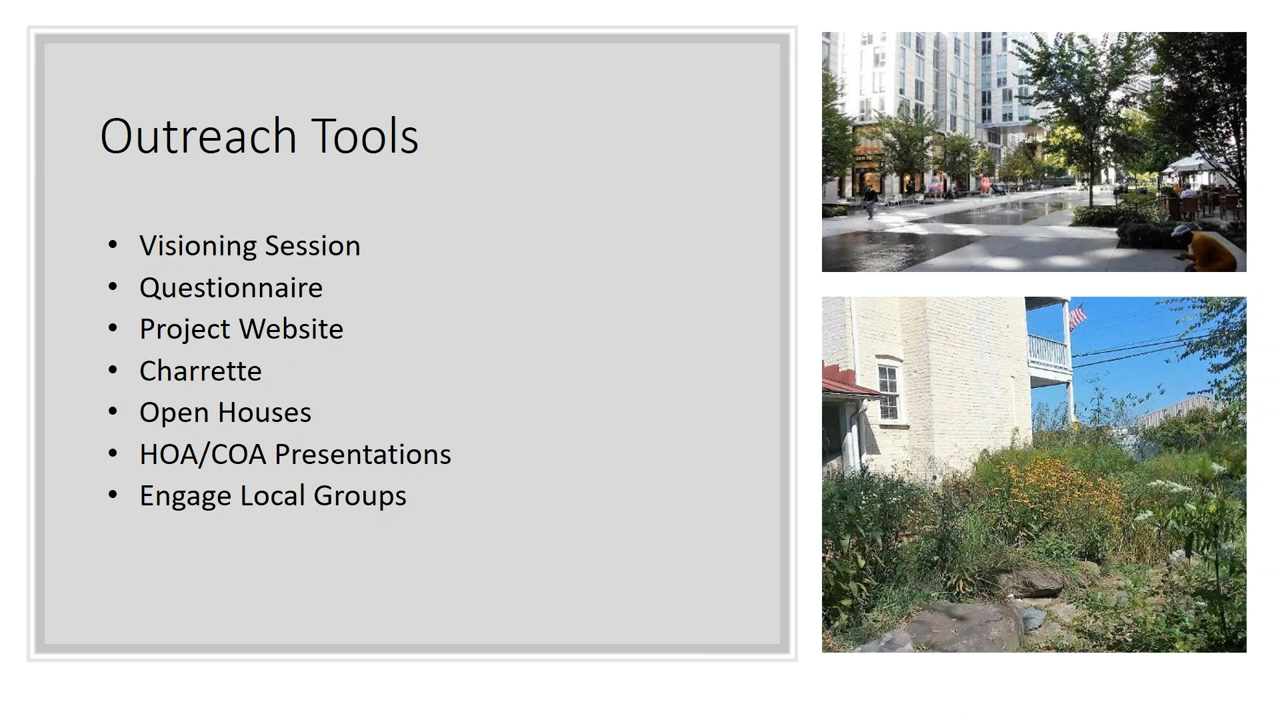 Outreach Tools
• Visioning Session
• Questionnaire
• Project Website
• Charrette
• Open Houses
• HOA/COA Presentations
• Engage Local Groups